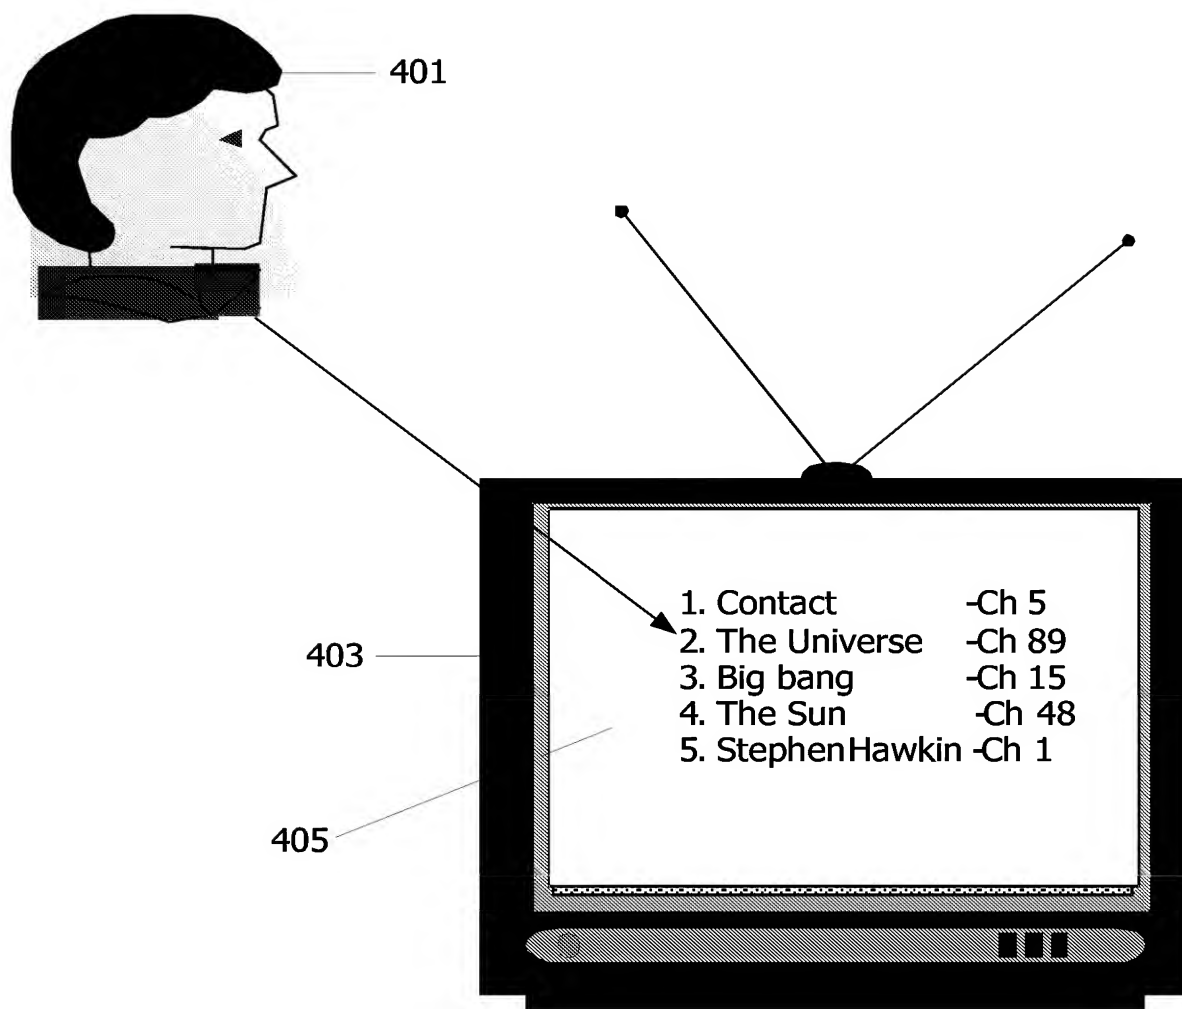 401
1. Contact -Ch 5
2. The Universe -Ch 89
3. Big bang -Ch 15
4. The Sun -Ch 48
5. StephenHawkin -Ch 1
403
405